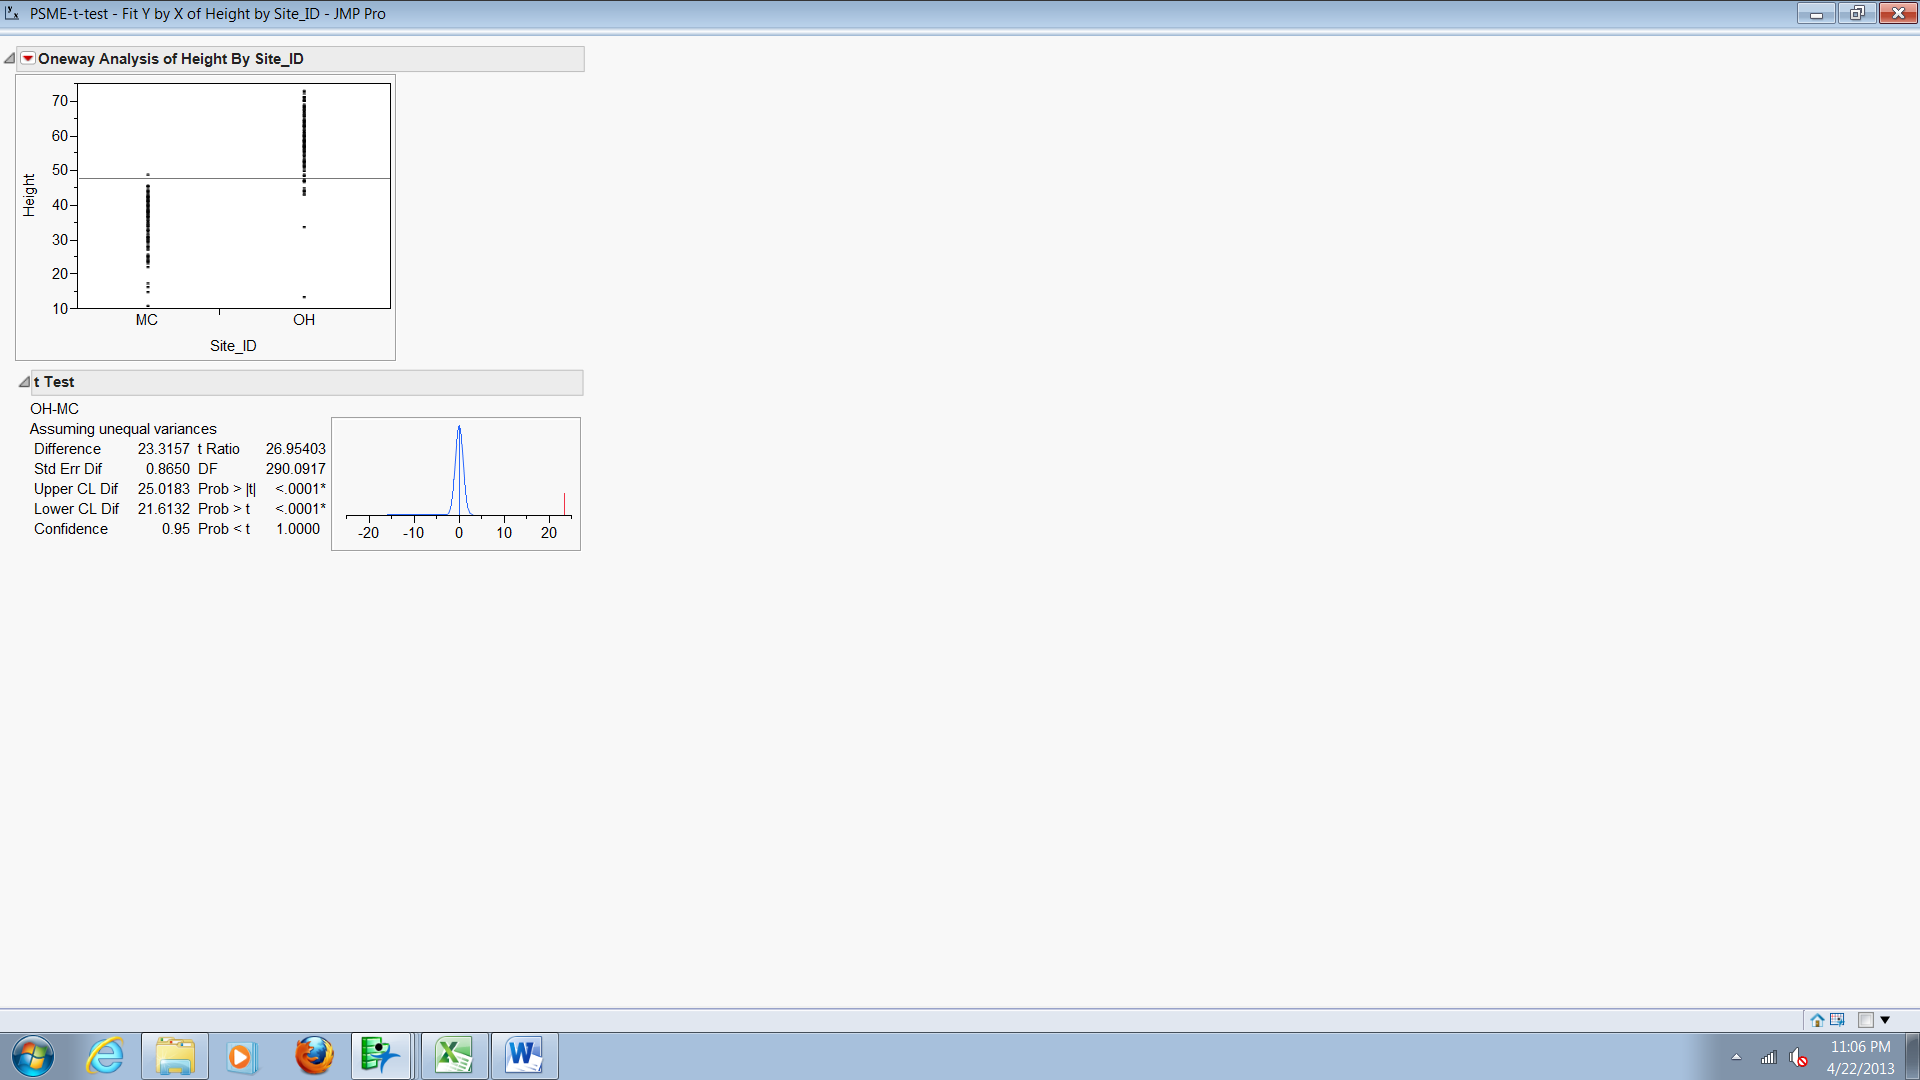 PSME-t-test - Fit Y by X of Height by Site_ID - JMP Pro
Oneway Analysis of Height By Site_ID
70
60
50
40
30
20
10
Height
MC OH
Site_ID
t Test
OH-MC
Assuming unequal variances
Difference 23.3157 t Ratio 26.95403
Std Err Dif 0.8650 DF 290.0917
Upper CL Dif 25.0183 Prob > |t| <.0001*
Lower CL Dif 21.6132 Prob > t <.0001*
Confidence 0.95 Prob < t 1.0000
-20 -10 0 10 20
11:06 PM
4/22/2013